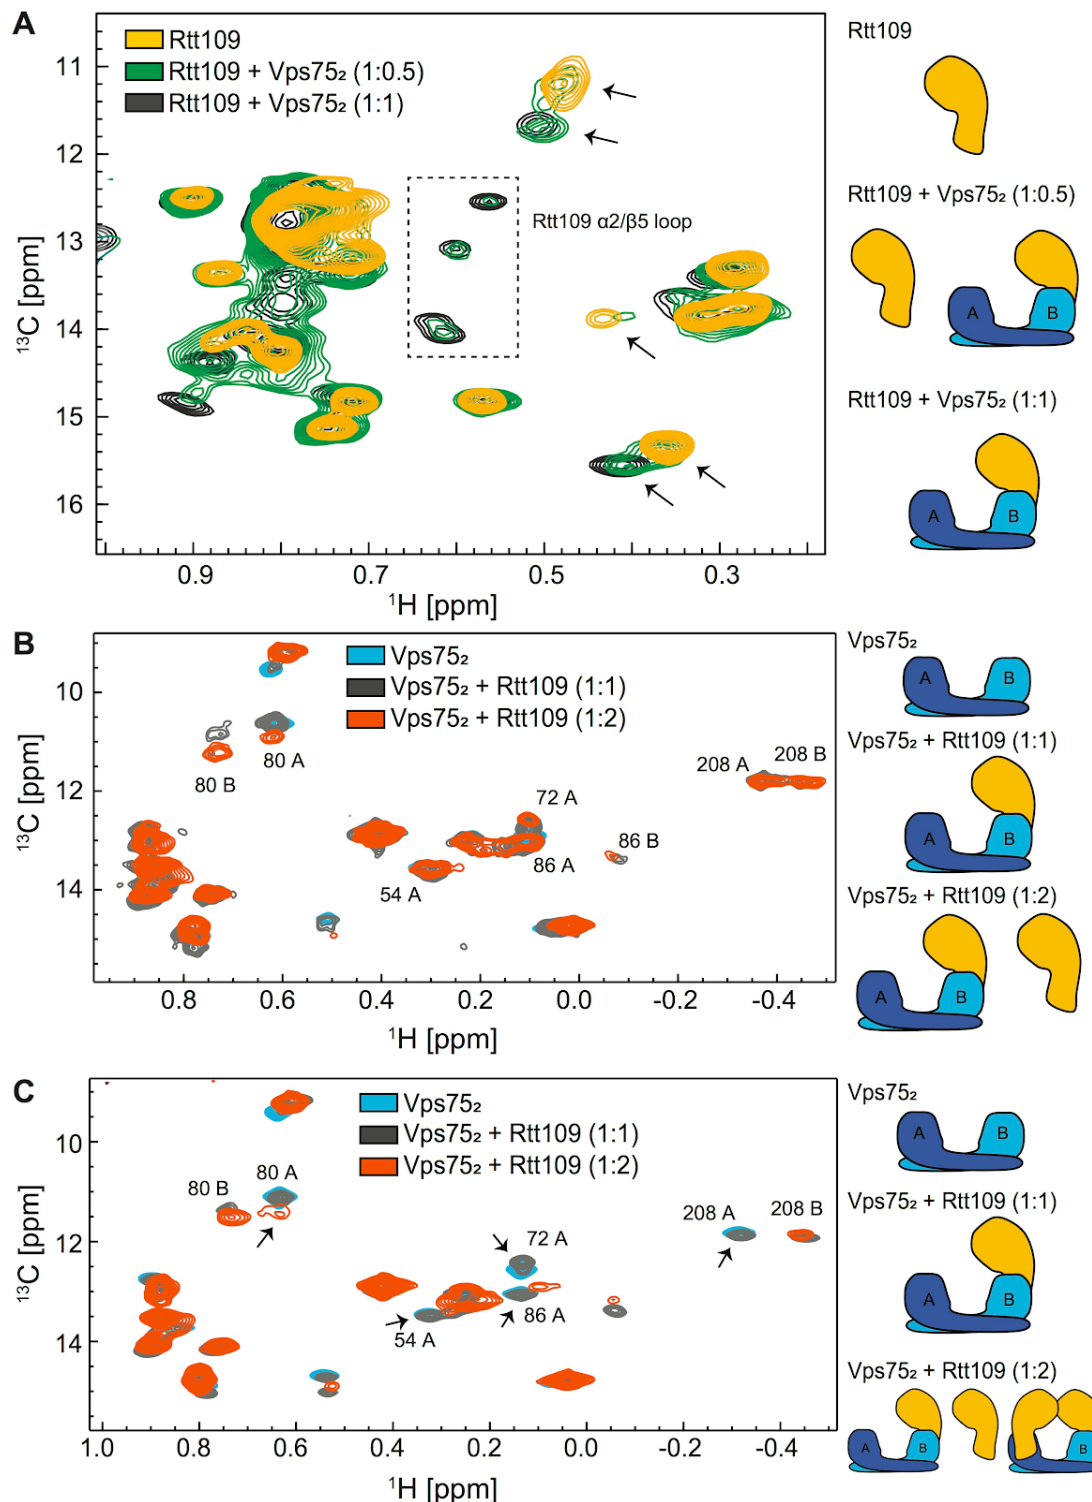 A
Rtt109
Rtt109 + Vps75₂ (1:0.5)
Rtt109 + Vps75₂ (1:1)
Rtt109 α2/β5 loop
11
12
13
14
15
16
¹³C [ppm]
0.9
0.7
0.5
0.3
¹H [ppm]
Rtt109
Rtt109 + Vps75₂ (1:0.5)
A
B
Rtt109 + Vps75₂ (1:1)
A
B
B
Vps75₂
Vps75₂ + Rtt109 (1:1)
Vps75₂ + Rtt109 (1:2)
80 B
80 A
208 A
208 B
72 A
86 A
86 B
54 A
10
12
14
¹³C [ppm]
0.8
0.6
0.4
0.2
0.0
-0.2
-0.4
¹H [ppm]
Vps75₂
A
B
Vps75₂ + Rtt109 (1:1)
A
B
Vps75₂ + Rtt109 (1:2)
A
B
C
Vps75₂
Vps75₂ + Rtt109 (1:1)
Vps75₂ + Rtt109 (1:2)
80 B
80 A
208 A
208 B
72 A
86 A
54 A
10
12
14
¹³C [ppm]
1.0
0.8
0.6
0.4
0.2
0.0
-0.2
-0.4
¹H [ppm]
Vps75₂
A
B
Vps75₂ + Rtt109 (1:1)
A
B
Vps75₂ + Rtt109 (1:2)
A
B
B